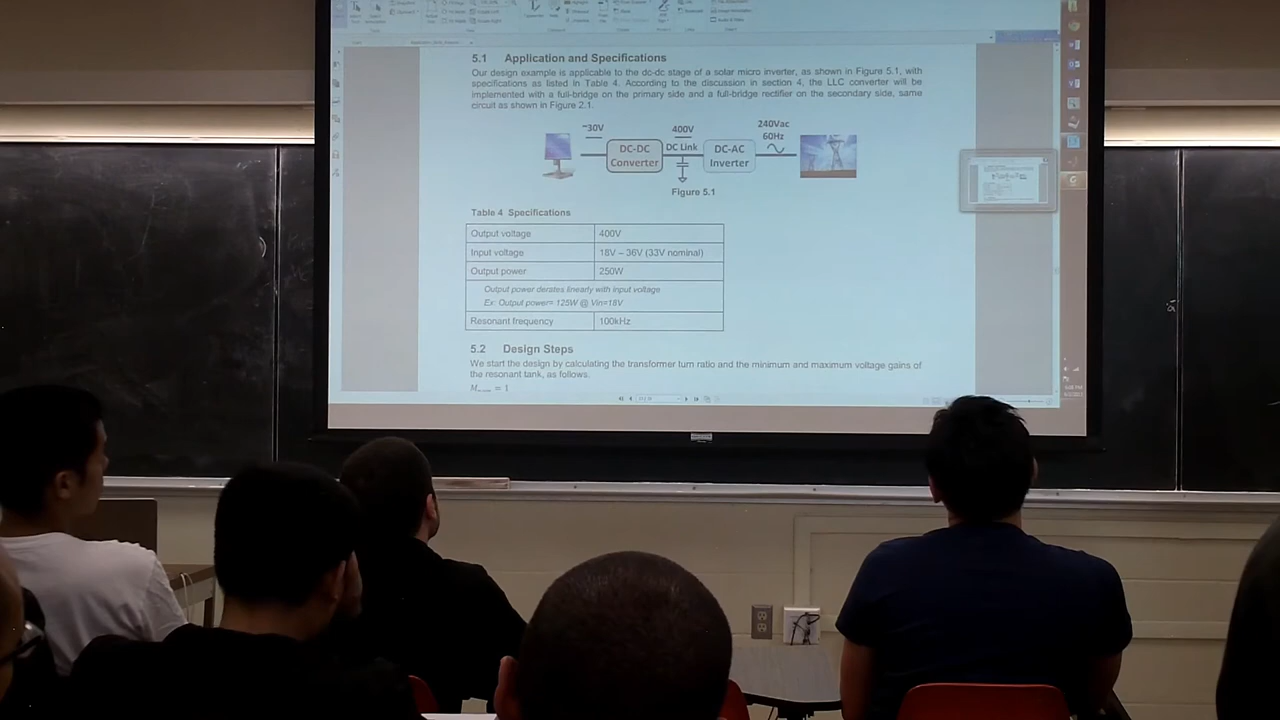 5.1 Application and Specifications
Our design example is applicable to the dc-dc stage of a solar micro inverter, as shown in Figure 5.1, with
specifications as listed in Table 4. According to the discussion in section 4, the LLC converter will be
implemented with a full-bridge on the primary side and a full-bridge rectifier on the secondary side, same
circuit as shown in Figure 2.1.
~30V
400V
240Vac
60Hz
DC-DC
Converter
DC Link
DC-AC
Inverter
Figure 5.1
Table 4 Specifications
Output voltage 400V
Input voltage 18V – 36V (33V nominal)
Output power 250W
Output power derates linearly with input voltage
Ex: Output power= 125W @ Vin=18V
Resonant frequency 100kHz
5.2 Design Steps
We start the design by calculating the transformer turn ratio and the minimum and maximum voltage gains of
the resonant tank, as follows.
= 1